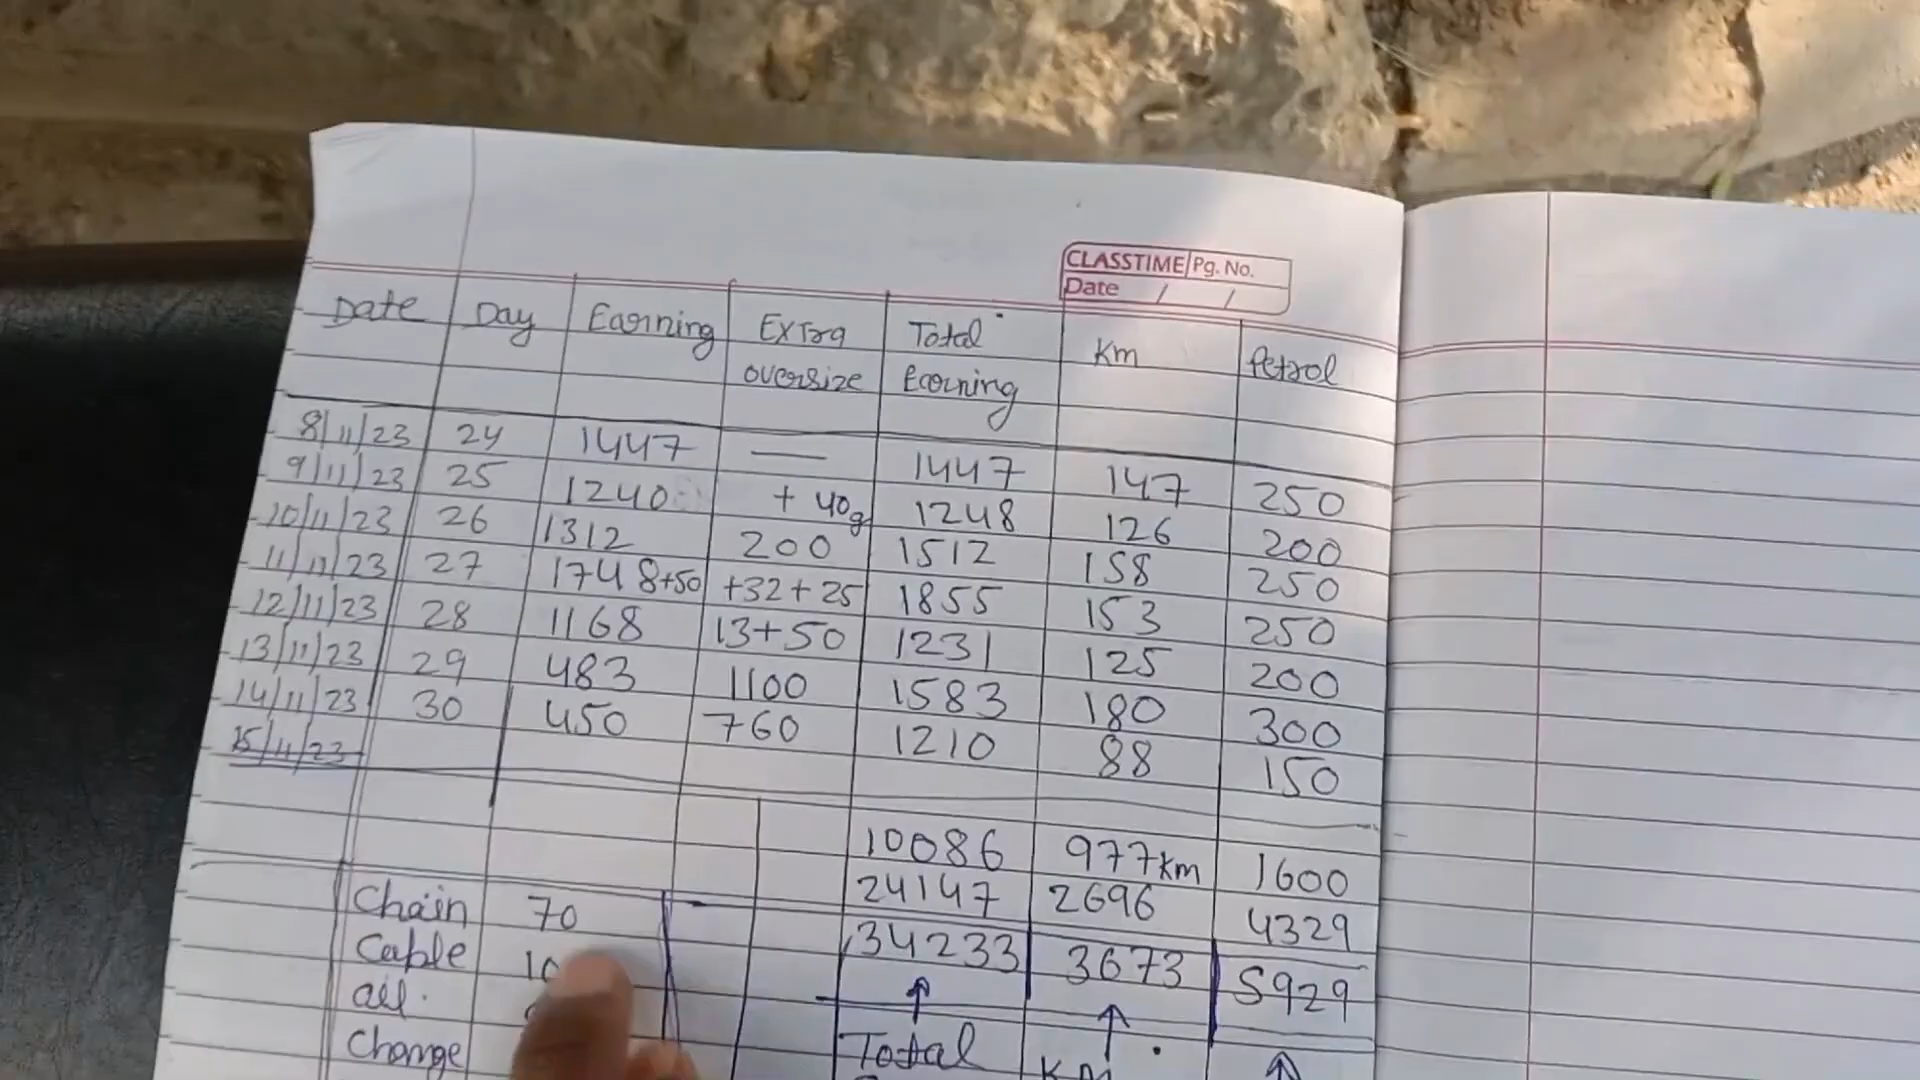 CLASSTIME Pg. No.
Date / /
Date Day Earning Extra Total Km Petrol
oversize Earning
8/11/23 24 1447 — 1447 147 250
9/11/23 25 1240 + 1248 126 200
10/11/23 26 1312 200 1512 158 250
11/11/23 27 1748+50 +32+25 1855 153 250
12/11/23 28 1168 13+50 1231 125 200
13/11/23 29 483 1100 1583 180 300
14/11/23 30 450 760 1210 88 150
15/11/23
10086 977km 1600
Chain 70 24147 2696 4329
Cable 34233 3673 5929
Change Total